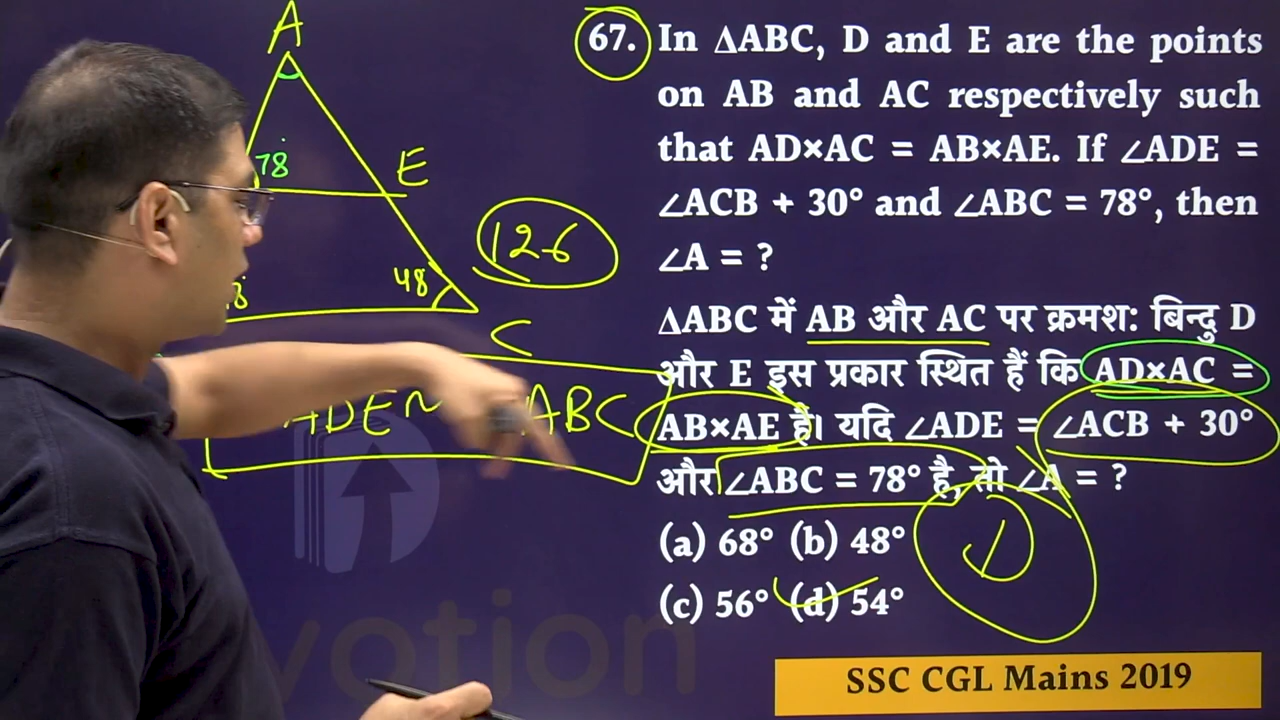 A
78°
E
126
48
8
C
ADE ~ ABC
67. In ∆ABC, D and E are the points
on AB and AC respectively such
that AD×AC = AB×AE. If ∠ADE =
∠ACB + 30° and ∠ABC = 78°, then
∠A = ?
∆ABC में AB और AC पर क्रमश: बिन्दु D
और E इस प्रकार स्थित हैं कि AD×AC =
AB×AE है। यदि ∠ADE = ∠ACB + 30°
और ∠ABC = 78° है, तो ∠A = ?
(a) 68° (b) 48°
(c) 56° (d) 54°
SSC CGL Mains 2019